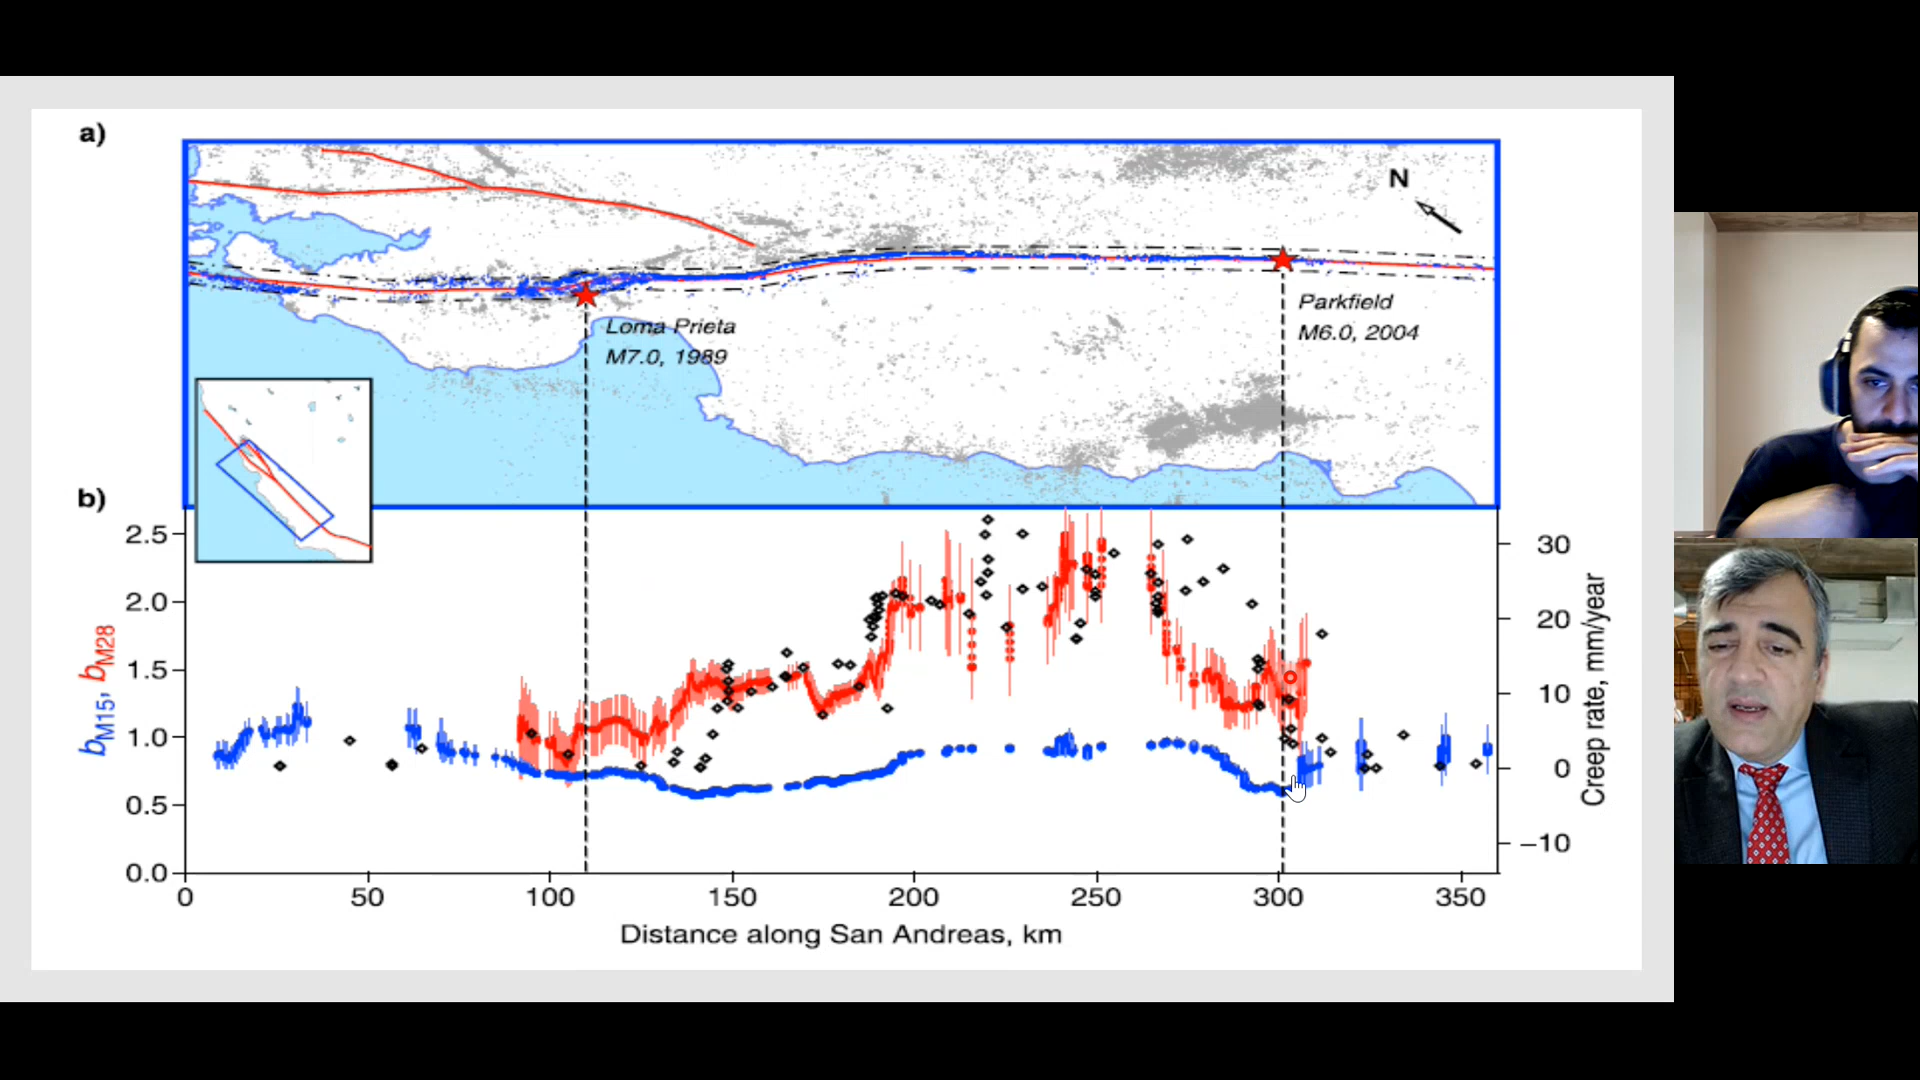 a)
N
Loma Prieta
M7.0, 1989
Parkfield
M6.0, 2004
b)
2.5
2.0
1.5
1.0
0.5
0.0
bM15, bM28
30
20
10
0
−10
Creep rate, mm/year
0
50
100
150
200
250
300
350
Distance along San Andreas, km